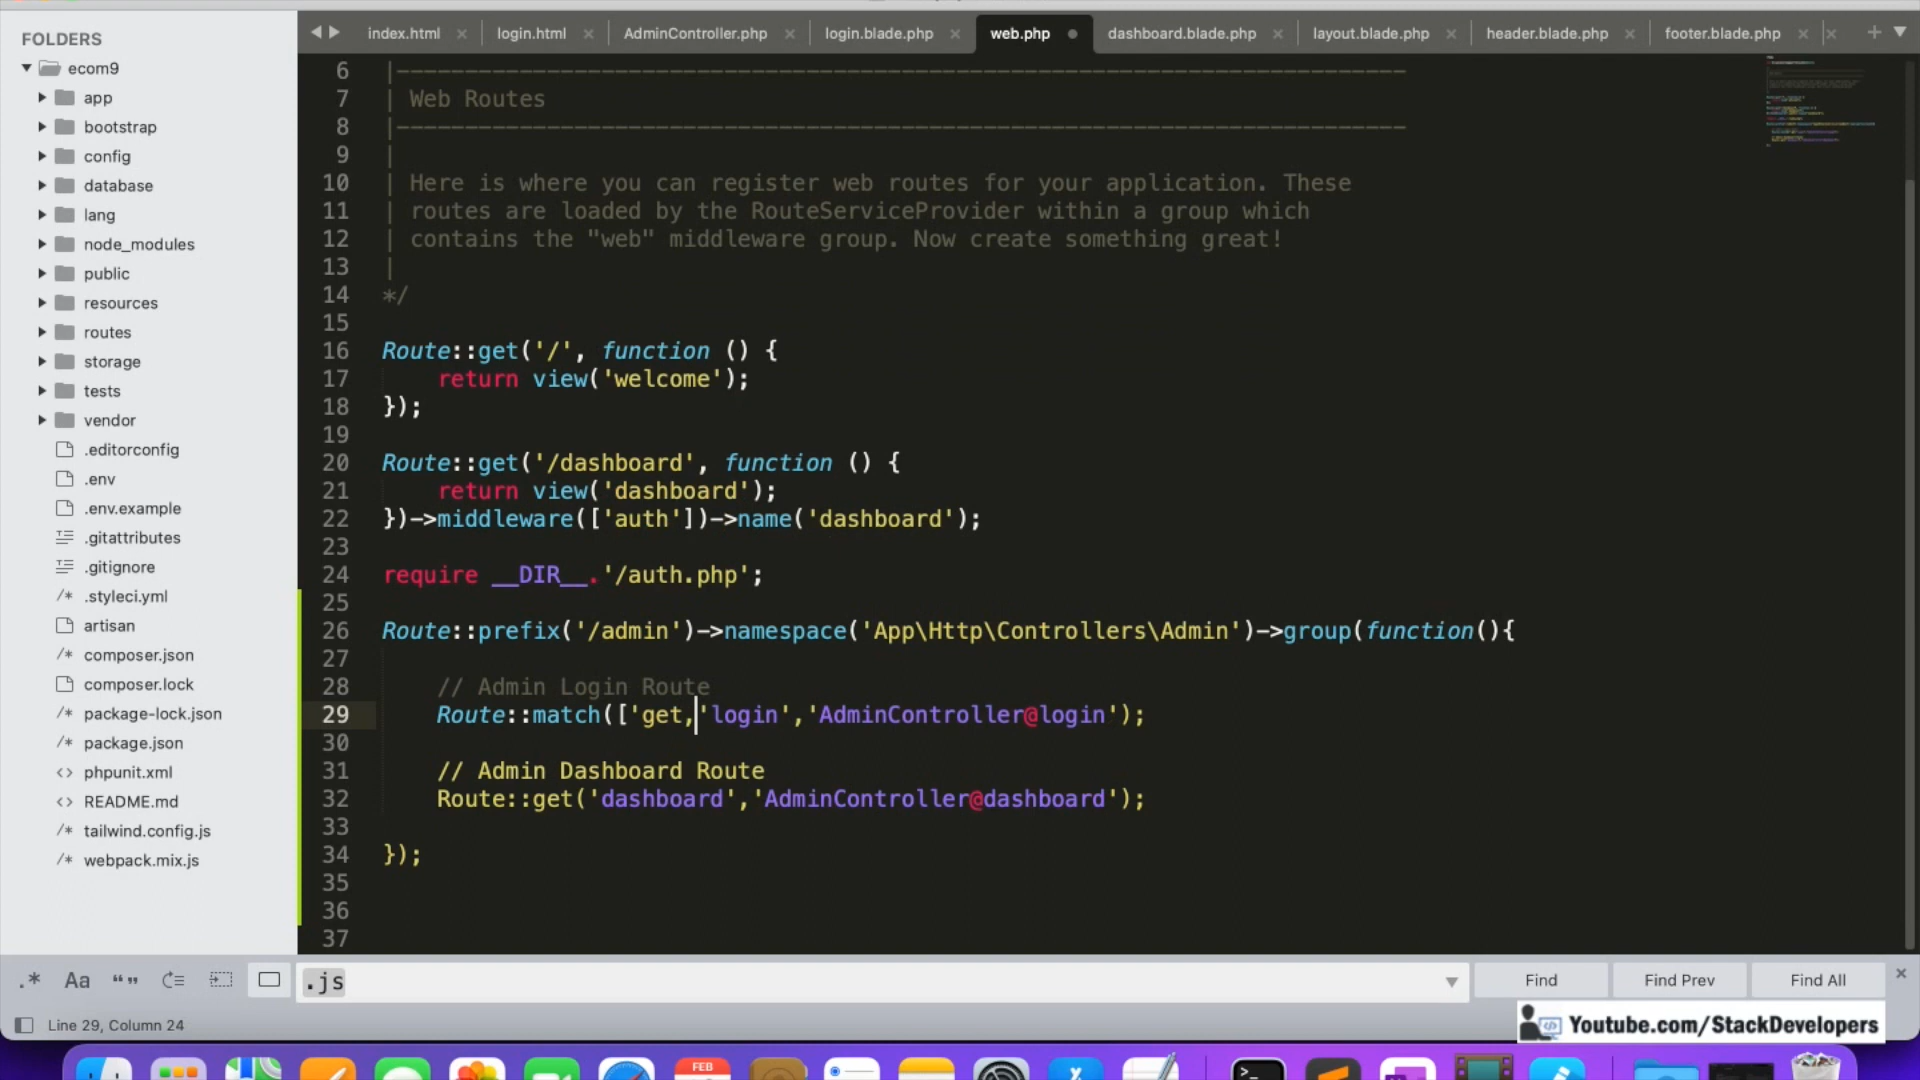 FOLDERS
ecom9
app
bootstrap
config
database
lang
node_modules
public
resources
routes
storage
tests
vendor
.editorconfig
.env
.env.example
.gitattributes
.gitignore
.styleci.yml
artisan
composer.json
composer.lock
package-lock.json
package.json
phpunit.xml
README.md
tailwind.config.js
webpack.mix.js
index.html
login.html
AdminController.php
login.blade.php
web.php
dashboard.blade.php
layout.blade.php
header.blade.php
footer.blade.php
6 |--------------------------------------------------------------------------
7 | Web Routes
8 |--------------------------------------------------------------------------
9 |
10 | Here is where you can register web routes for your application. These
11 | routes are loaded by the RouteServiceProvider within a group which
12 | contains the "web" middleware group. Now create something great!
13 |
14 */
15
16 Route::get('/', function () {
17 return view('welcome');
18 });
19
20 Route::get('/dashboard', function () {
21 return view('dashboard');
22 })->middleware(['auth'])->name('dashboard');
23
24 require __DIR__.'/auth.php';
25
26 Route::prefix('/admin')->namespace('App\Http\Controllers\Admin')->group(function(){
27
28 // Admin Login Route
29 Route::match(['get,'login','AdminController@login');
30
31 // Admin Dashboard Route
32 Route::get('dashboard','AdminController@dashboard');
33
34 });
35
36
37
.* Aa “” .js Find Find Prev Find All
Line 29, Column 24
Youtube.com/StackDevelopers
FEB